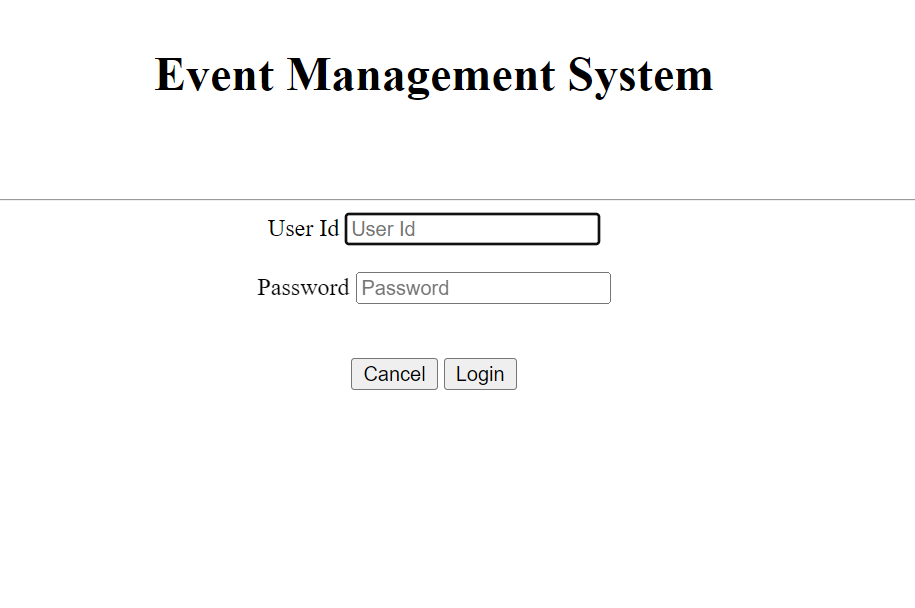 Event Management System
User Id User Id
Password Password
Cancel Login